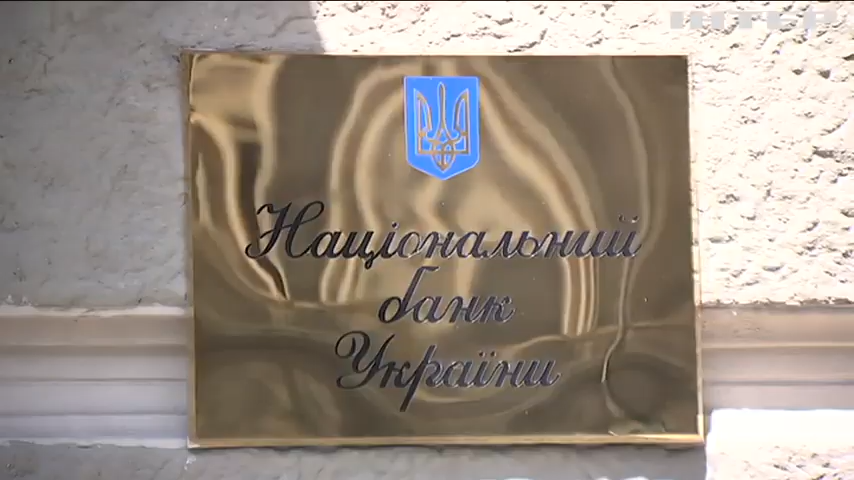 ІНТЕР
Національний
банк
України